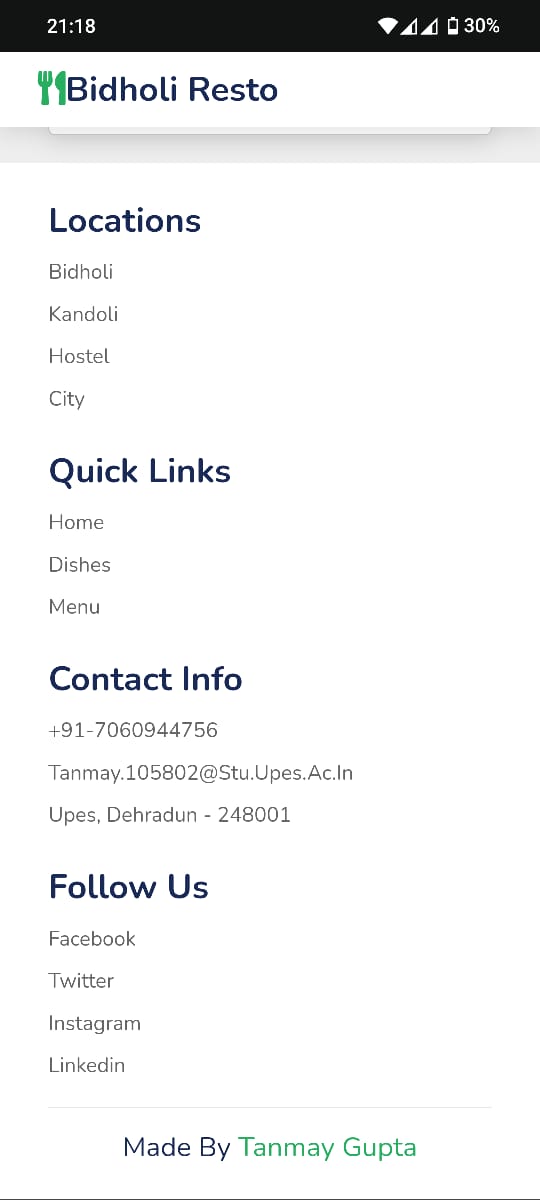 21:18
30%
Bidholi Resto
Locations
Bidholi
Kandoli
Hostel
City
Quick Links
Home
Dishes
Menu
Contact Info
+91-7060944756
Tanmay.105802@Stu.Upes.Ac.In
Upes, Dehradun - 248001
Follow Us
Facebook
Twitter
Instagram
Linkedin
Made By Tanmay Gupta